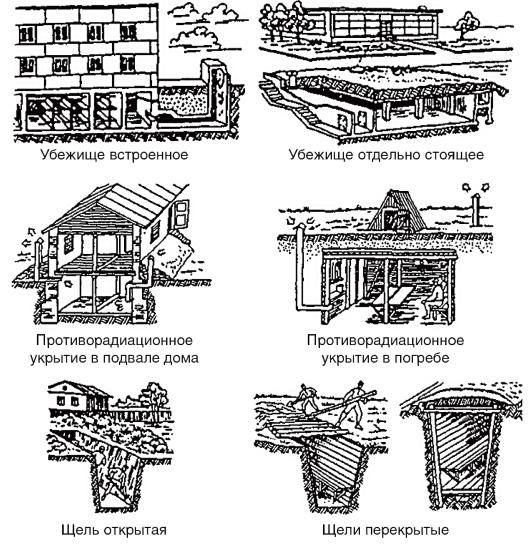 Убежище встроенное
Убежище отдельно стоящее
Противорадиационное
укрытие в подвале дома
Противорадиационное
укрытие в погребе
Щель открытая
Щели перекрытые